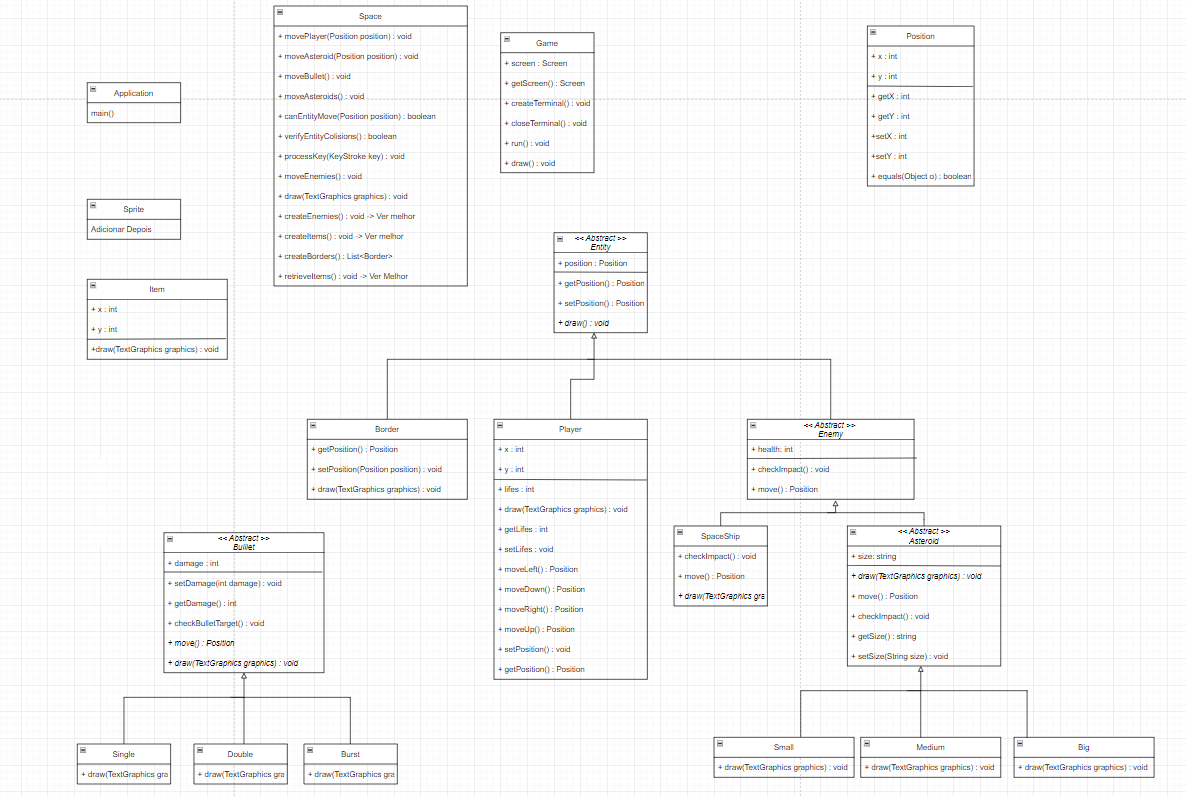 Space
+ movePlayer(Position position) : void
+ moveAsteroid(Position position) : void
+ moveBullet() : void
+ moveAsteroids() : void
+ canEntityMove(Position position) : boolean
+ verifyEntityColisions() : boolean
+ processKey(KeyStroke key) : void
+ moveEnemies() : void
+ draw(TextGraphics graphics) : void
+ createEnemies() : void -> Ver melhor
+ createItems() : void -> Ver melhor
+ createBorders() : List<Border>
+ retrieveItems() : void -> Ver Melhor
Game
+ screen : Screen
+ getScreen() : Screen
+ createTerminal() : void
+ closeTerminal() : void
+ run() : void
+ draw() : void
Position
+ x : int
+ y : int
+ getX : int
+ getY : int
+setX : int
+setY : int
+ equals(Object o) : boolean
Application
main()
Sprite
Adicionar Depois
Item
+ x : int
+ y : int
+draw(TextGraphics graphics) : void
<< Abstract >>
Entity
+ position : Position
+ getPosition() : Position
+ setPosition() : Position
+ draw() : void
Border
+ getPosition() : Position
+ setPosition(Position position) : void
+ draw(TextGraphics graphics) : void
Player
+ x : int
+ y : int
+ lifes : int
+ draw(TextGraphics graphics) : void
+ getLifes : int
+ setLifes : void
+ moveLeft() : Position
+ moveDown() : Position
+ moveRight() : Position
+ moveUp() : Position
+ setPosition() : void
+ getPosition() : Position
<< Abstract >>
Enemy
+ health: int
+ checkImpact() : void
+ move() : Position
SpaceShip
+ checkImpact() : void
+ move() : Position
+ draw(TextGraphics gra
<< Abstract >>
Asteroid
+ size: string
+ draw(TextGraphics graphics) : void
+ move() : Position
+ checkImpact() : void
+ getSize() : string
+ setSize(String size) : void
<< Abstract >>
Bullet
+ damage : int
+ setDamage(int damage) : void
+ getDamage() : int
+ checkBulletTarget() : void
+ move() : Position
+ draw(TextGraphics graphics) : void
Single
+ draw(TextGraphics gra
Double
+ draw(TextGraphics gra
Burst
+ draw(TextGraphics gra
Small
+ draw(TextGraphics graphics) : void
Medium
+ draw(TextGraphics graphics) : void
Big
+ draw(TextGraphics graphics) : void